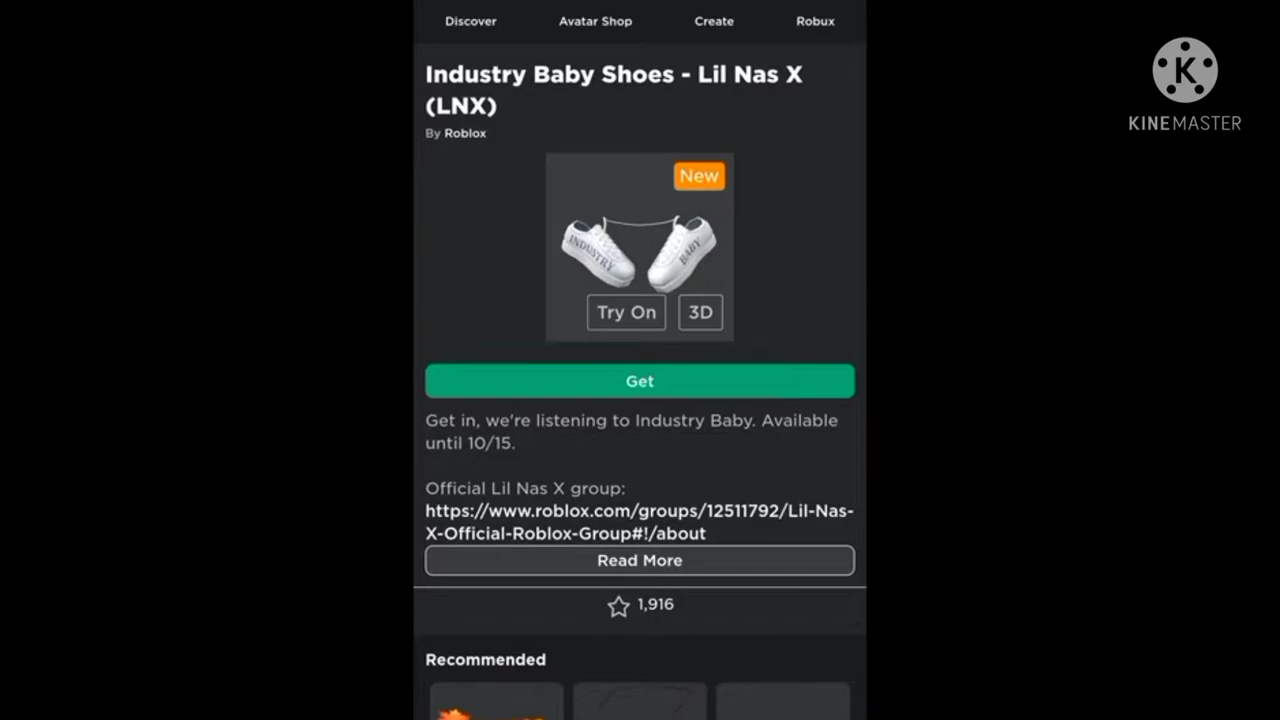 Discover Avatar Shop Create Robux
K
KINEMASTER
Industry Baby Shoes - Lil Nas X
(LNX)
By Roblox
New
INDUSTRY BABY
Try On 3D
Get
Get in, we're listening to Industry Baby. Available
until 10/15.
Official Lil Nas X group:
https://www.roblox.com/groups/12511792/Lil-Nas-
X-Official-Roblox-Group#!/about
Read More
1,916
Recommended